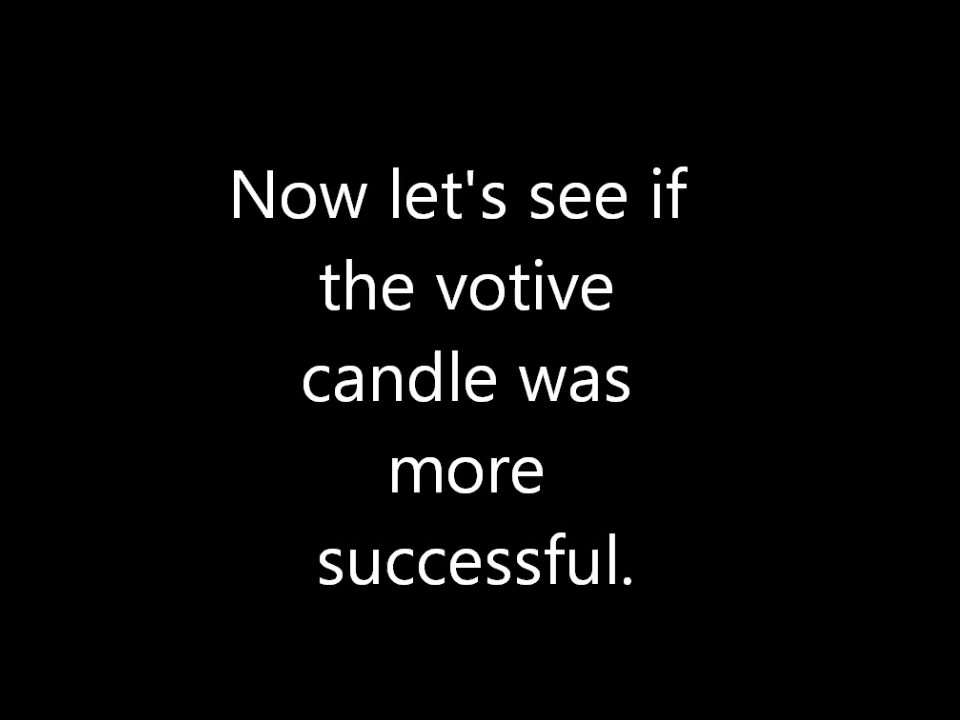 Now let's see if
the votive
candle was
more
successful.